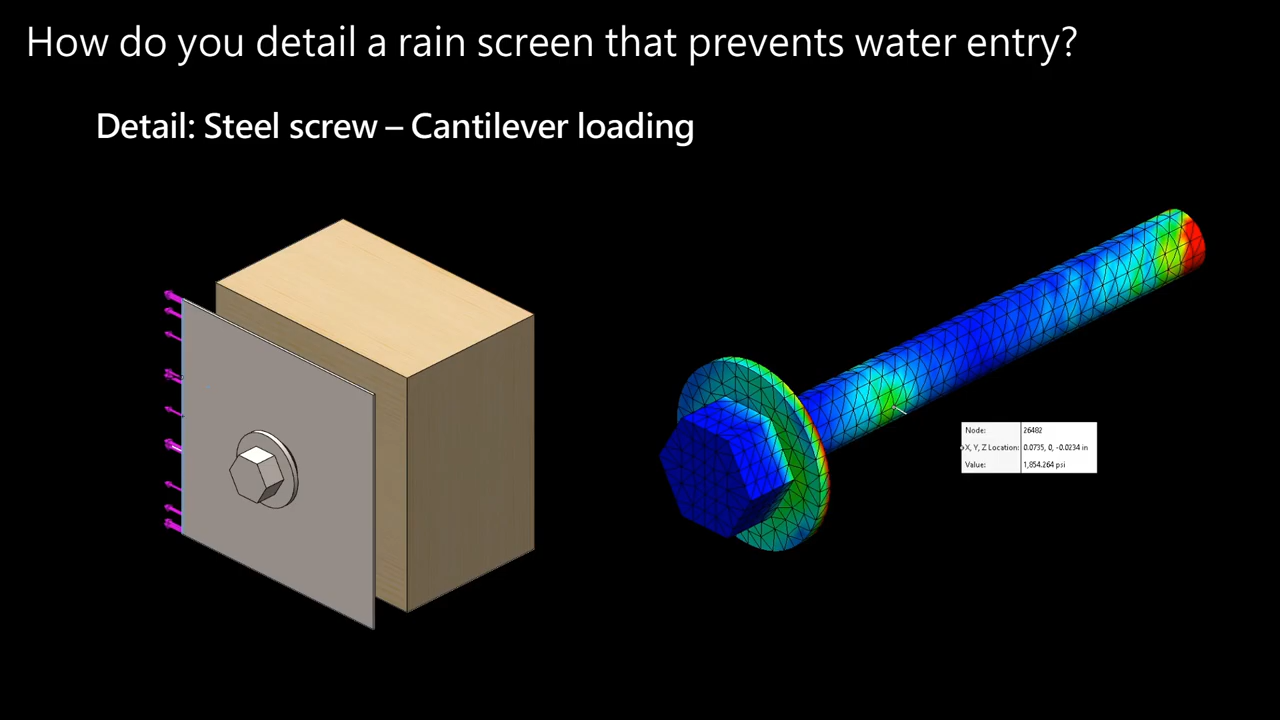 How do you detail a rain screen that prevents water entry?
Detail: Steel screw – Cantilever loading
Node: 26482
X, Y, Z Location: 0.0735, 0, -0.0234 in
Value: 1,854.264 psi